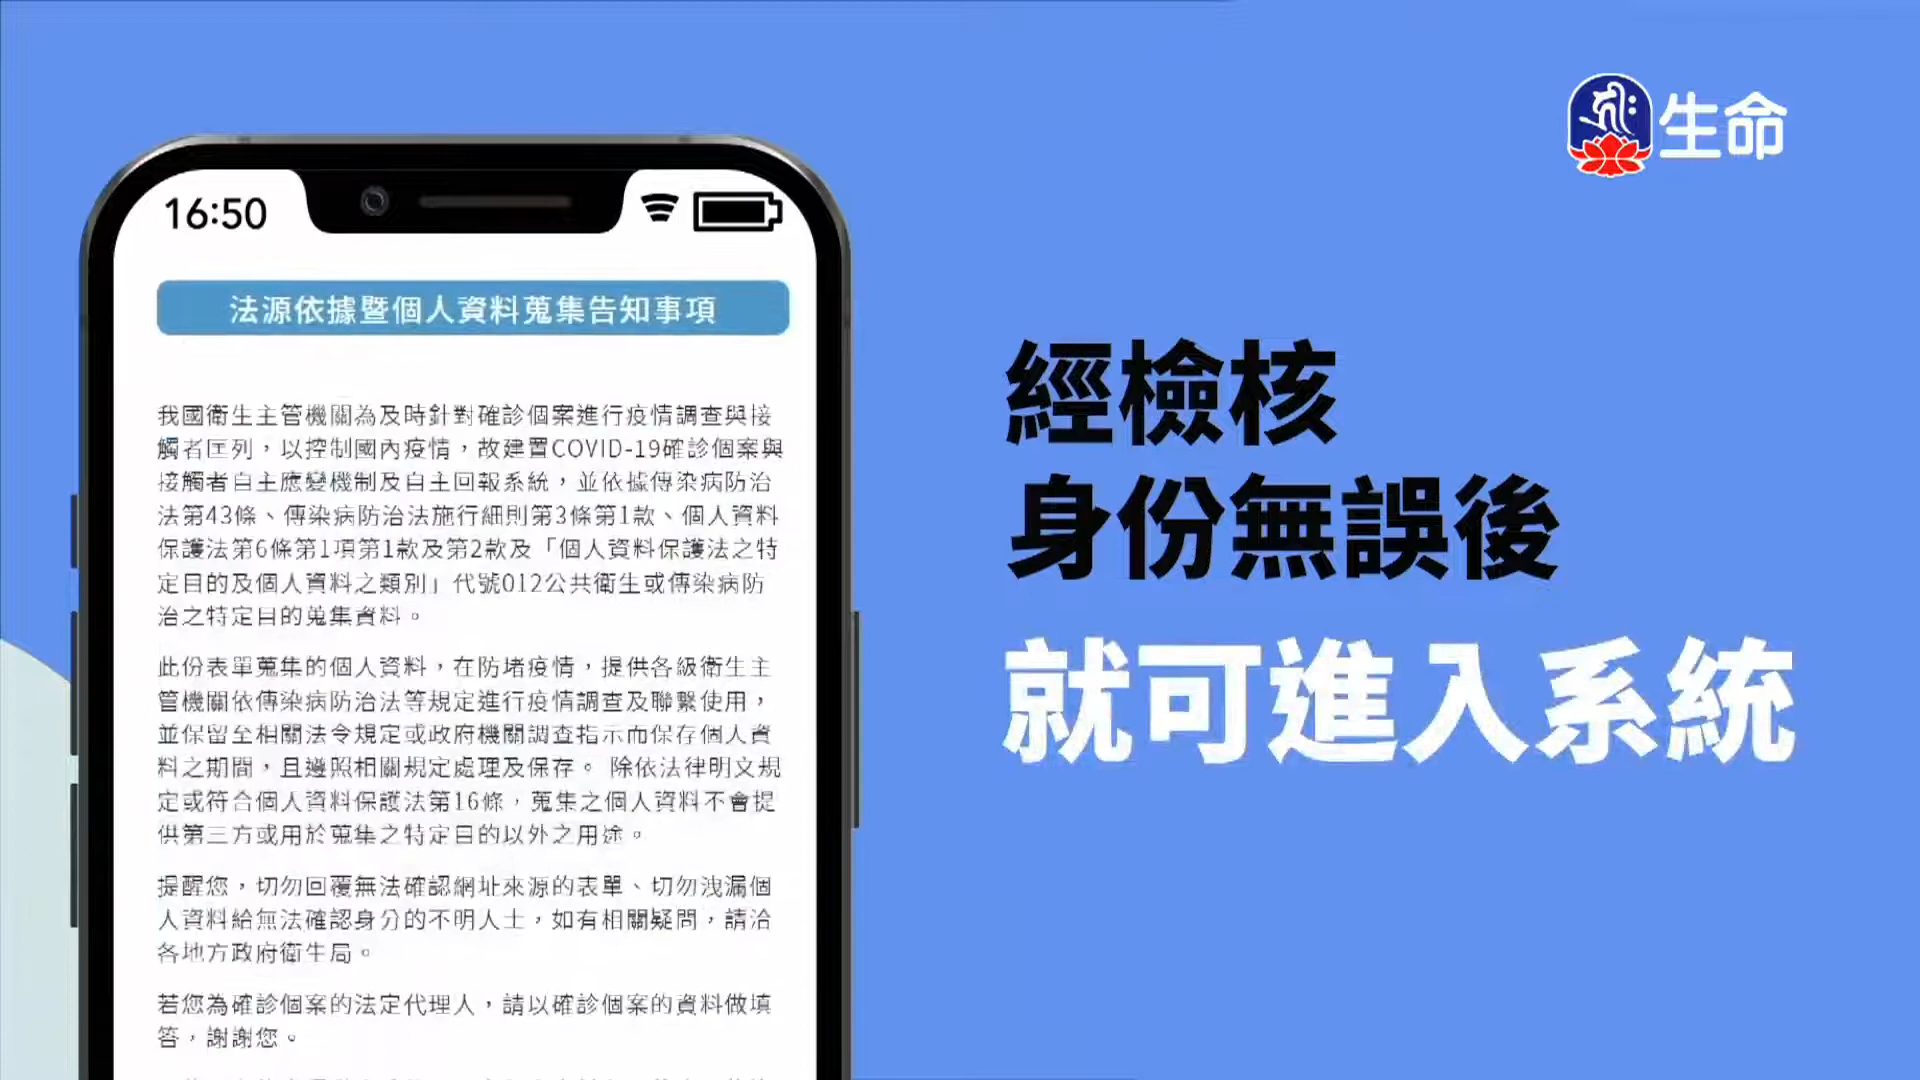 生命
16:50
法源依據暨個人資料蒐集告知事項
我國衛生主管機關為及時針對確診個案進行疫情調查與接
觸者匡列，以控制國內疫情，故建置COVID-19確診個案與
接觸者自主應變機制及自主回報系統，並依據傳染病防治
法第43條、傳染病防治法施行細則第3條第1款、個人資料
保護法第6條第1項第1款及第2款及「個人資料保護法之特
定目的及個人資料之類別」代號012公共衛生或傳染病防
治之特定目的蒐集資料。
此份表單蒐集的個人資料，在防堵疫情，提供各級衛生主
管機關依傳染病防治法等規定進行疫情調查及聯繫使用，
並保留至相關法令規定或政府機關調查指示而保存個人資
料之期間，且遵照相關規定處理及保存。 除依法律明文規
定或符合個人資料保護法第16條，蒐集之個人資料不會提
供第三方或用於蒐集之特定目的以外之用途。
提醒您，切勿回覆無法確認網址來源的表單、切勿洩漏個
人資料給無法確認身分的不明人士，如有相關疑問，請洽
各地方政府衛生局。
若您為確診個案的法定代理人，請以確診個案的資料做填
答，謝謝您。
經檢核
身份無誤後
就可進入系統